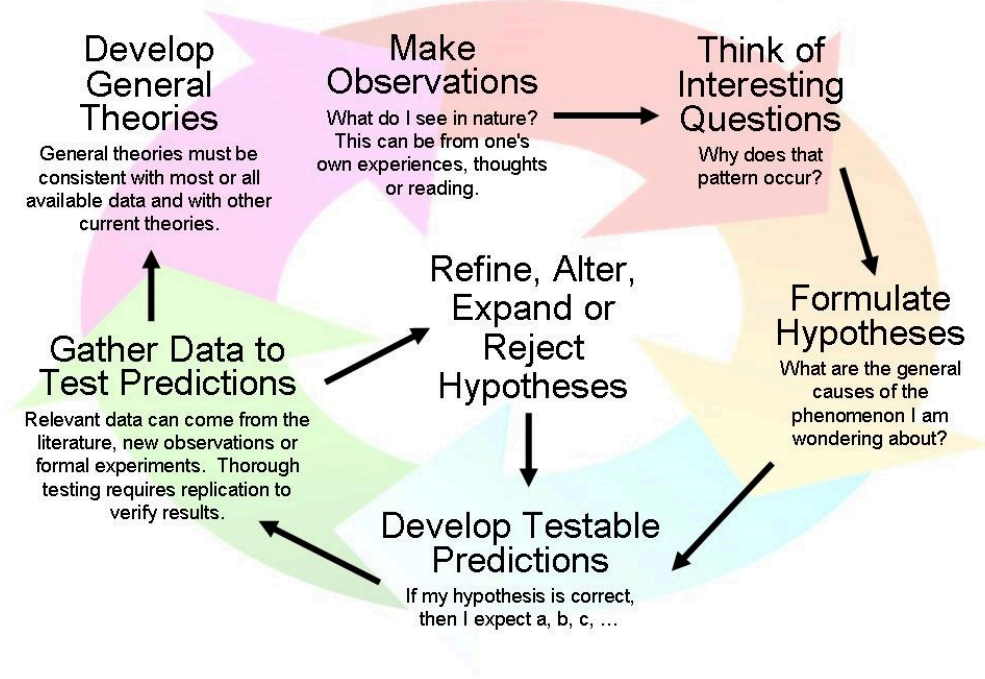 Make
Observations
What do I see in nature?
This can be from one's
own experiences, thoughts
or reading.
Think of
Interesting
Questions
Why does that
pattern occur?
Formulate
Hypotheses
What are the general
causes of the
phenomenon I am
wondering about?
Develop Testable
Predictions
If my hypothesis is correct,
then I expect a, b, c, ...
Gather Data to
Test Predictions
Relevant data can come from the
literature, new observations or
formal experiments.  Thorough
testing requires replication to
verify results.
Refine, Alter,
Expand or
Reject
Hypotheses
Develop
General
Theories
General theories must be
consistent with most or all
available data and with other
current theories.